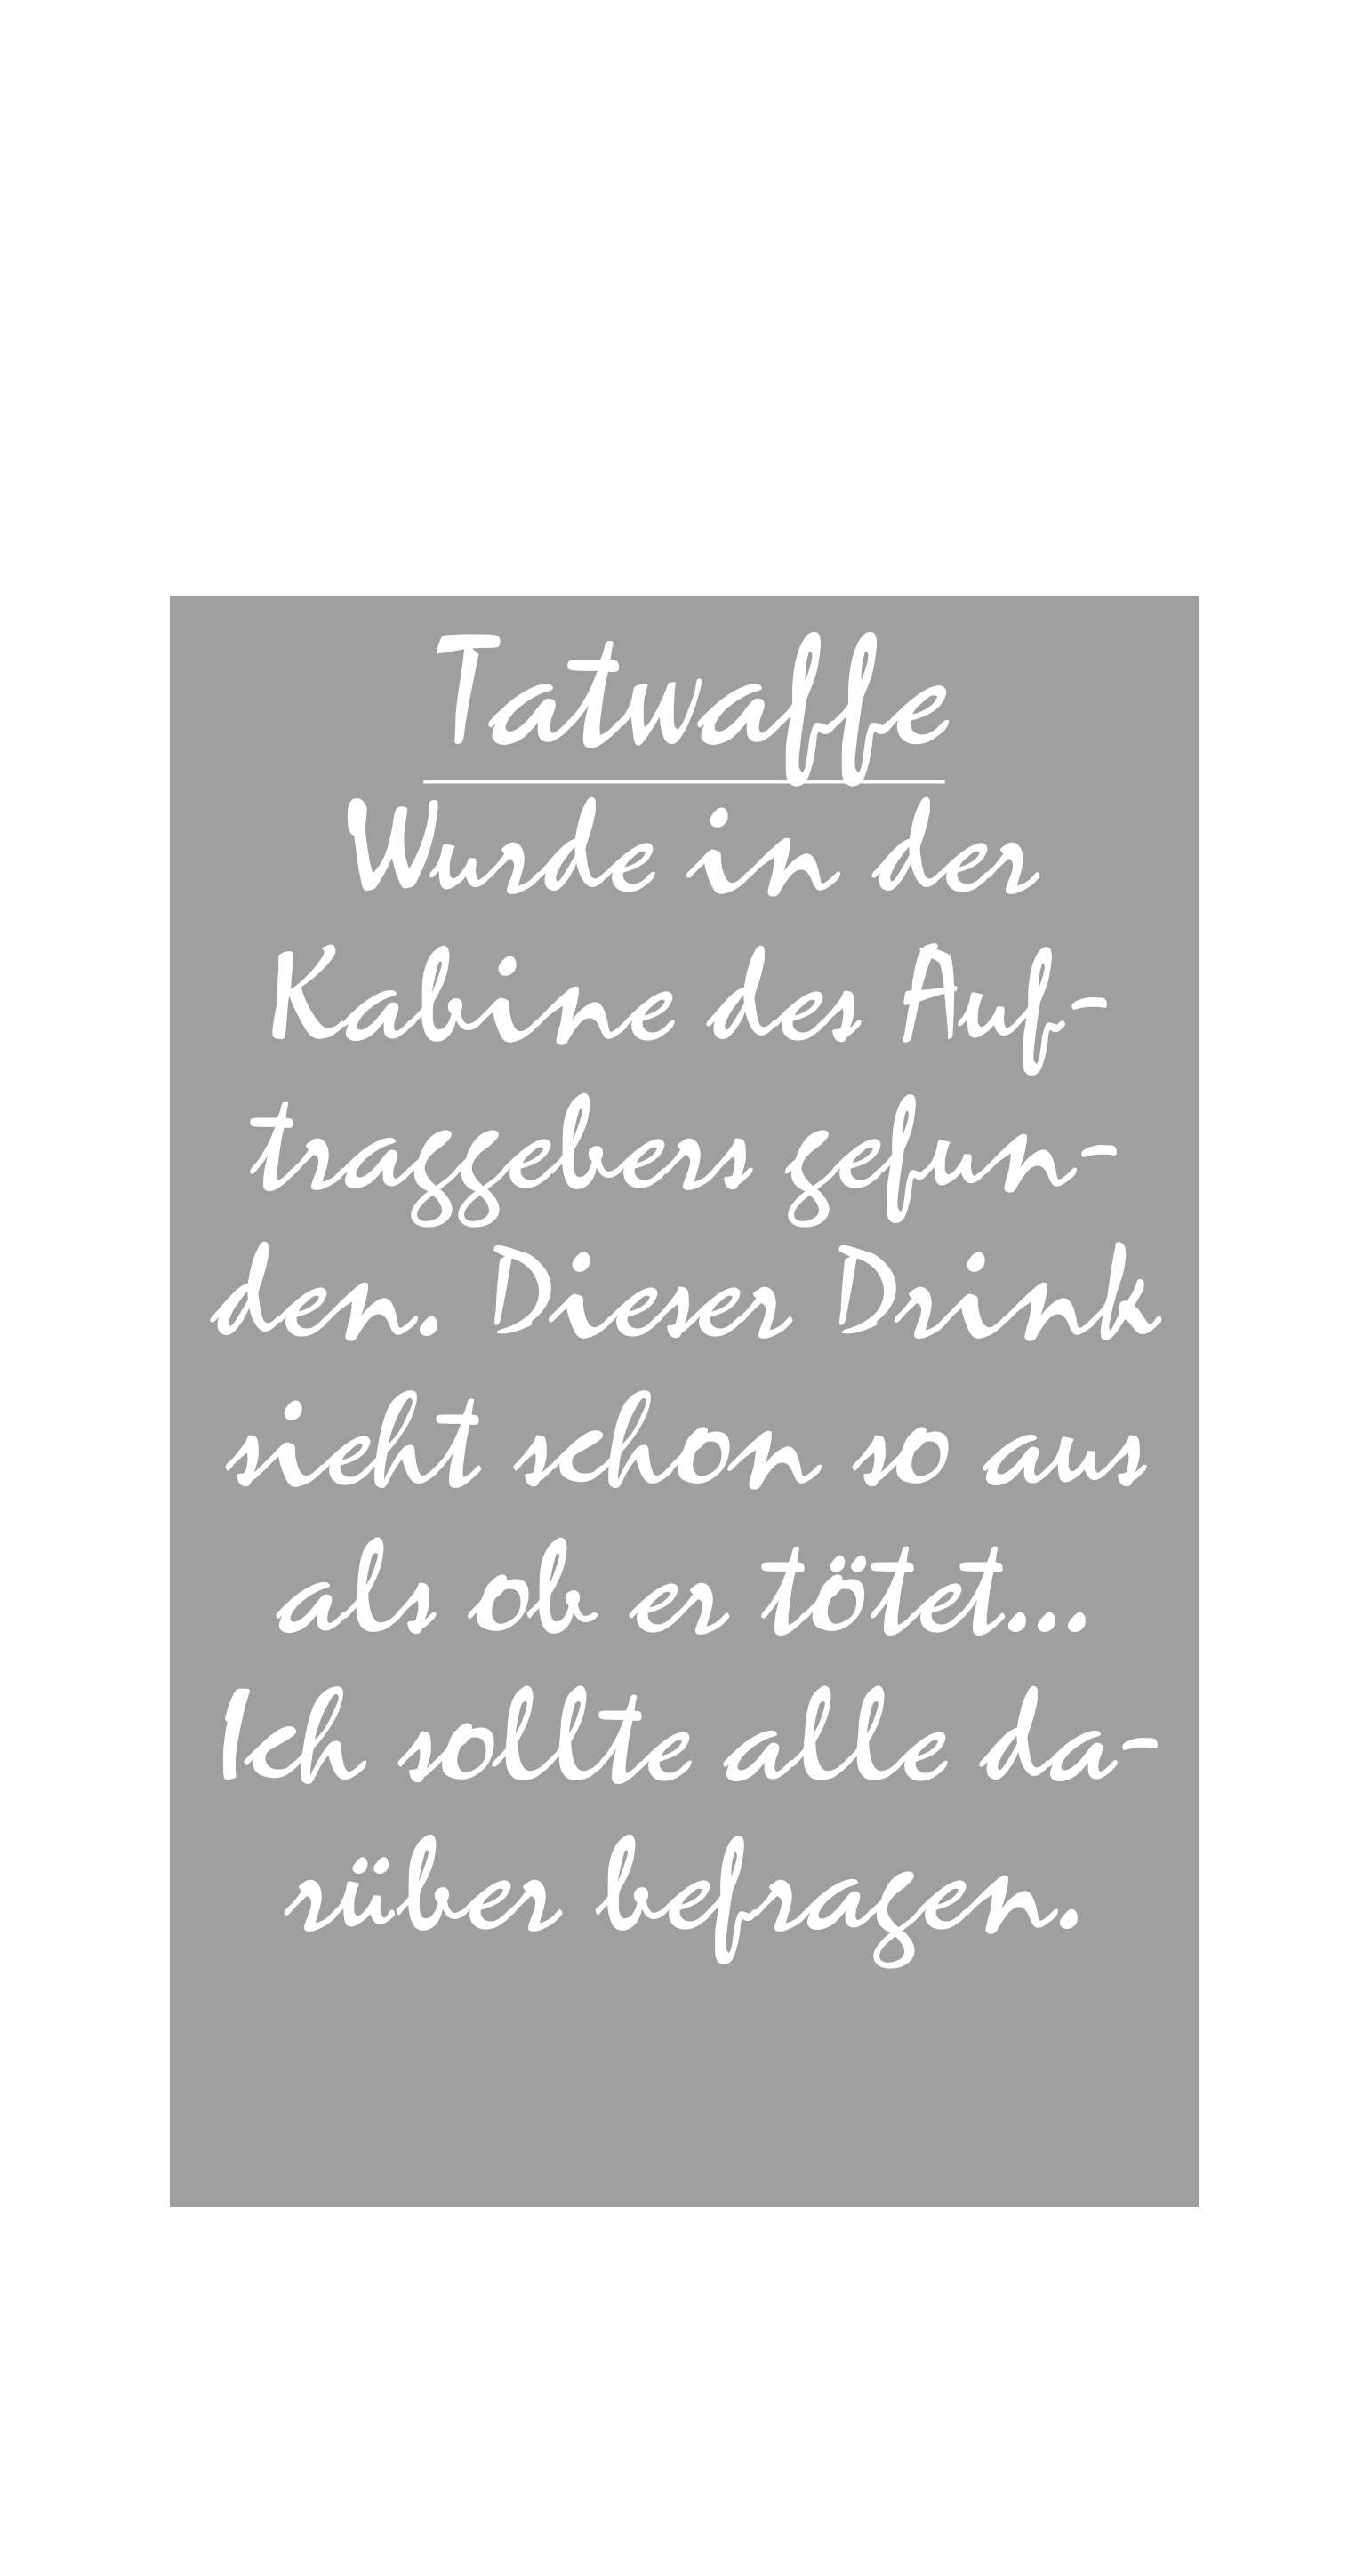 Tatwaffe
Wurde in der
Kabine des Auf-
traggebers gefun-
den. Dieser Drink
sieht schon so aus
als ob er tötet...
Ich sollte alle da-
rüber befragen.